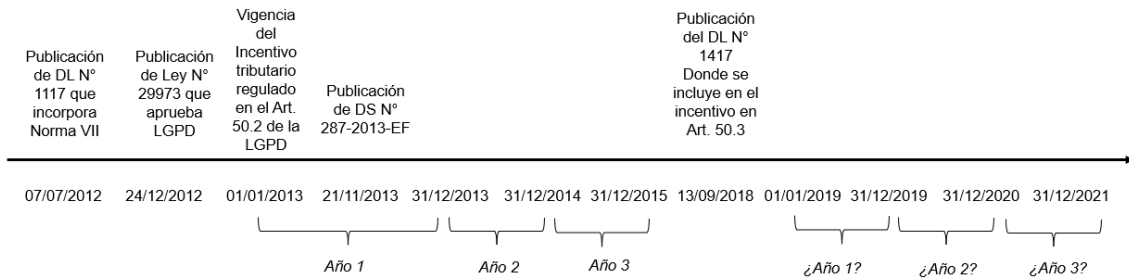 Publicación
de DL N°
1117 que
incorpora
Norma VII
Publicación
de Ley N°
29973 que
aprueba
LGPD
Vigencia
del
Incentivo
tributario
regulado
en el Art.
50.2 de la
LGPD
Publicación
de DS N°
287-2013-EF
Publicación
del DL N°
1417
Donde se
incluye en el
incentivo en
Art. 50.3
07/07/2012 24/12/2012 01/01/2013 21/11/2013 31/12/2013 31/12/2014 31/12/2015 13/09/2018 01/01/2019 31/12/2019 31/12/2020 31/12/2021
Año 1 Año 2 Año 3 ¿Año 1? ¿Año 2? ¿Año 3?